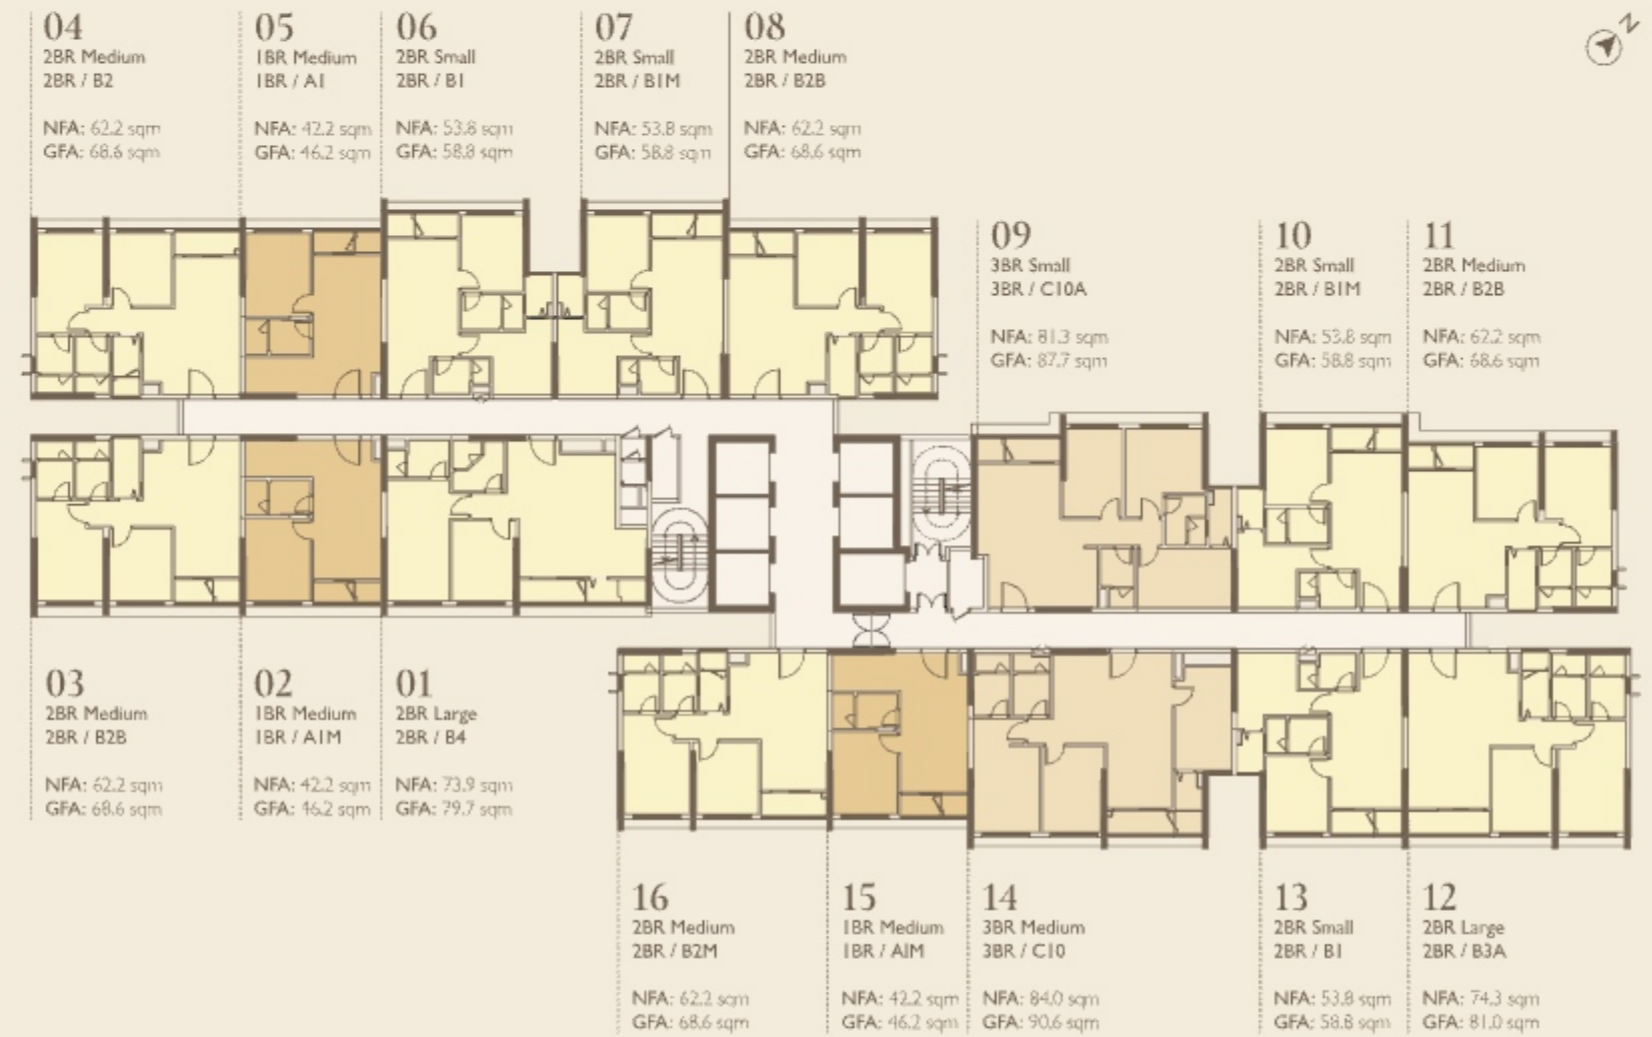 04
2BR Medium
2BR / B2
NFA: 62.2 sqm
GFA: 68.6 sqm
05
1BR Medium
1BR / A1
NFA: 42.2 sqm
GFA: 46.2 sqm
06
2BR Small
2BR / B1
NFA: 53.8 sqm
GFA: 58.8 sqm
07
2BR Small
2BR / B1M
NFA: 53.8 sqm
GFA: 58.8 sqm
08
2BR Medium
2BR / B2B
NFA: 62.2 sqm
GFA: 68.6 sqm
N
09
3BR Small
3BR / C10A
NFA: 81.3 sqm
GFA: 87.7 sqm
10
2BR Small
2BR / B1M
NFA: 53.8 sqm
GFA: 58.8 sqm
11
2BR Medium
2BR / B2B
NFA: 62.2 sqm
GFA: 68.6 sqm
03
2BR Medium
2BR / B2B
NFA: 62.2 sqm
GFA: 68.6 sqm
02
1BR Medium
1BR / A1M
NFA: 42.2 sqm
GFA: 46.2 sqm
01
2BR Large
2BR / B4
NFA: 73.9 sqm
GFA: 79.7 sqm
16
2BR Medium
2BR / B2M
NFA: 62.2 sqm
GFA: 68.6 sqm
15
1BR Medium
1BR / A1M
NFA: 42.2 sqm
GFA: 46.2 sqm
14
3BR Medium
3BR / C10
NFA: 84.0 sqm
GFA: 90.6 sqm
13
2BR Small
2BR / B1
NFA: 53.8 sqm
GFA: 58.8 sqm
12
2BR Large
2BR / B3A
NFA: 74.3 sqm
GFA: 81.0 sqm